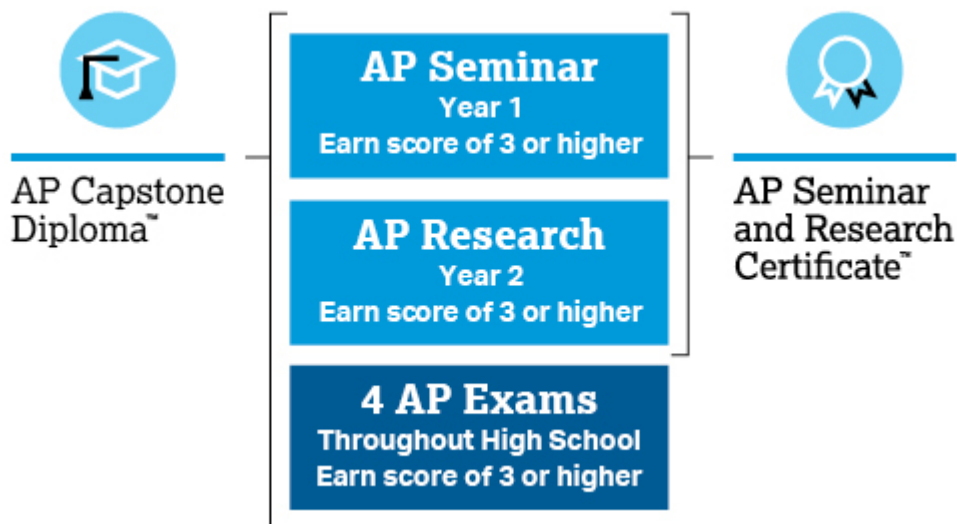 AP Capstone
Diploma™
AP Seminar
Year 1
Earn score of 3 or higher
AP Research
Year 2
Earn score of 3 or higher
4 AP Exams
Throughout High School
Earn score of 3 or higher
AP Seminar
and Research
Certificate™